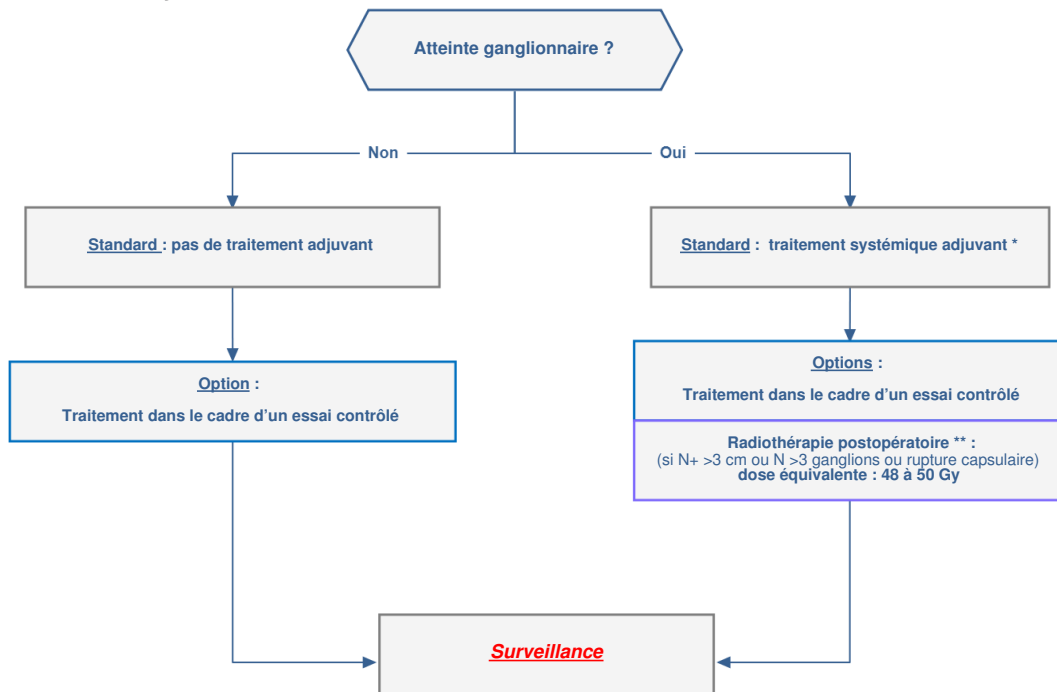 Atteinte ganglionnaire ?
Non
Oui
Standard : pas de traitement adjuvant
Standard : traitement systémique adjuvant *
Option :
Traitement dans le cadre d’un essai contrôlé
Options :
Traitement dans le cadre d’un essai contrôlé
Radiothérapie postopératoire ** :
(si N+ >3 cm ou N >3 ganglions ou rupture capsulaire)
dose équivalente : 48 à 50 Gy
Surveillance